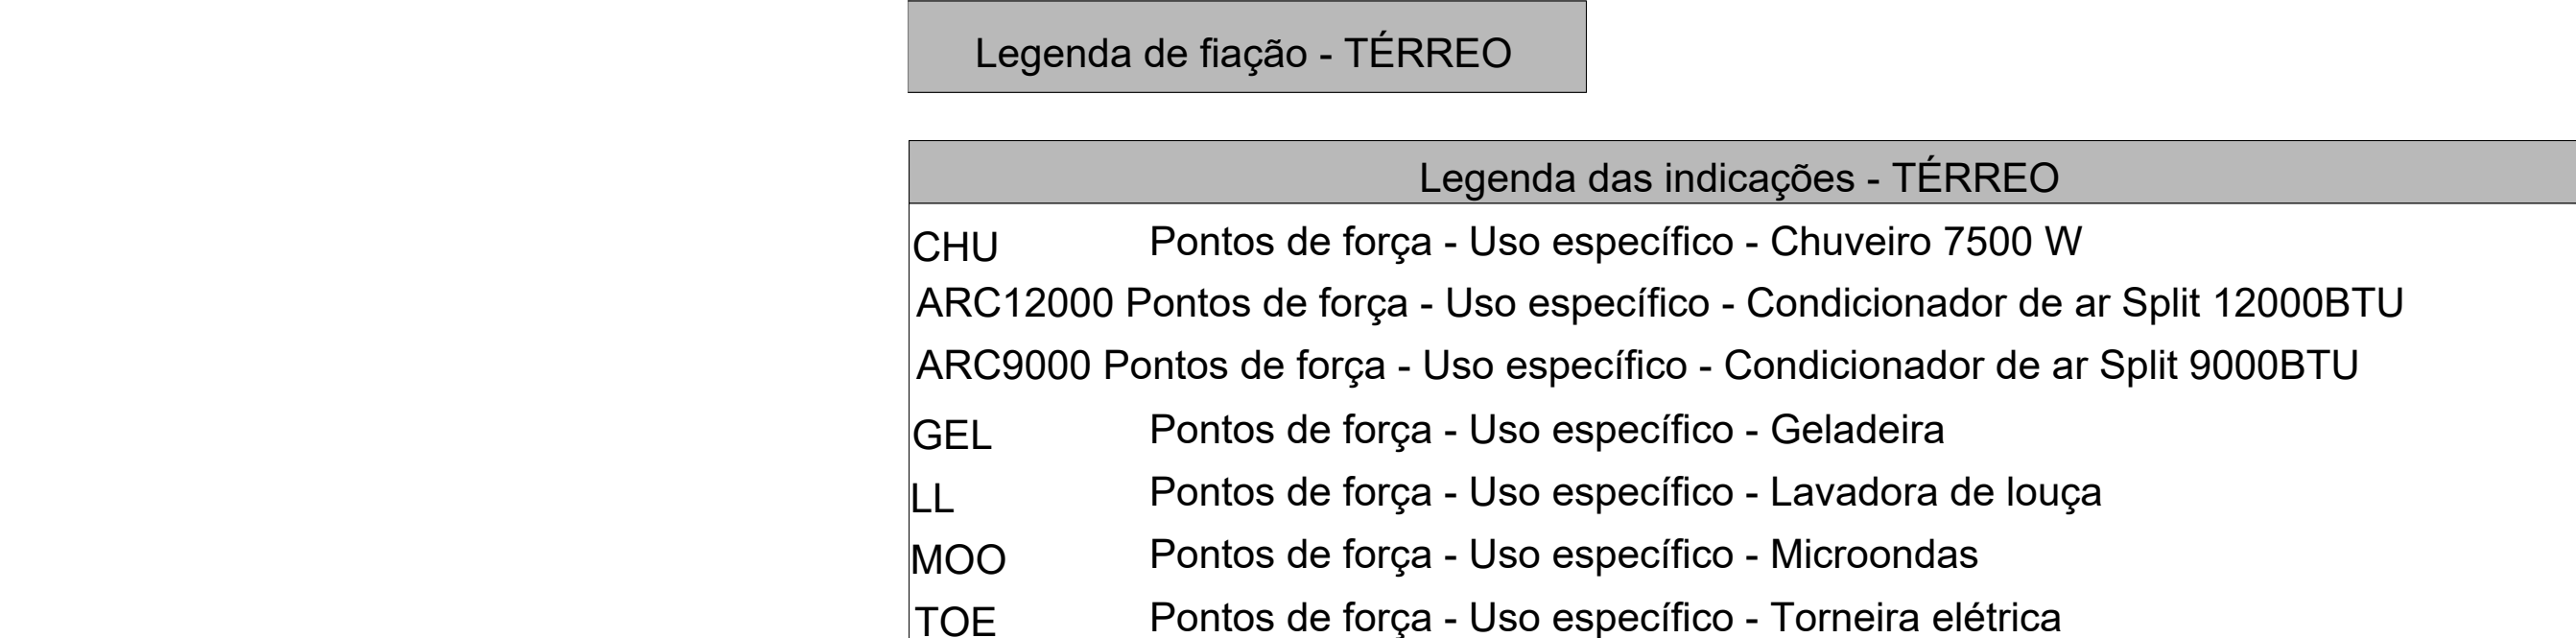 Legenda de fiação - TÉRREO
Legenda das indicações - TÉRREO
CHU Pontos de força - Uso específico - Chuveiro 7500 W
ARC12000 Pontos de força - Uso específico - Condicionador de ar Split 12000BTU
ARC9000 Pontos de força - Uso específico - Condicionador de ar Split 9000BTU
GEL Pontos de força - Uso específico - Geladeira
LL Pontos de força - Uso específico - Lavadora de louça
MOO Pontos de força - Uso específico - Microondas
TOE Pontos de força - Uso específico - Torneira elétrica